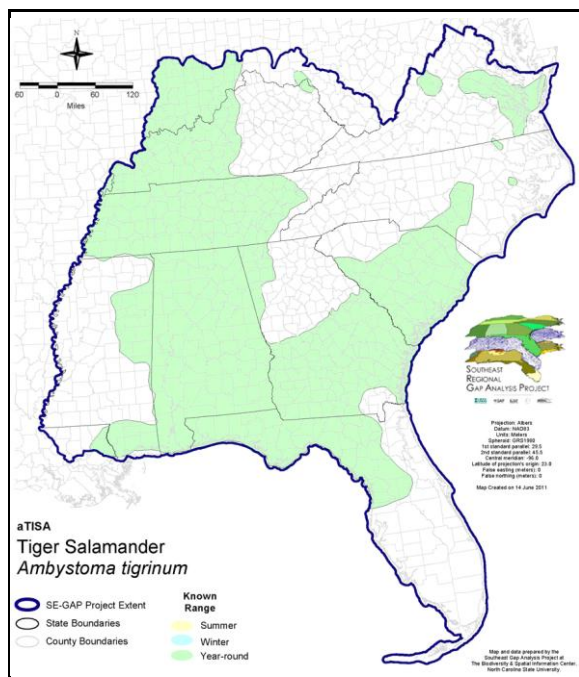 N
60 0 60 120
Miles
SOUTHEAST
REGIONAL
GAP ANALYSIS PROJECT
Projection: Albers
Datum: NAD83
Units: Meters
Spheroid: GRS1980
1st standard parallel: 29.5
2nd standard parallel: 45.5
Central meridian: -96.0
Latitude of projection's origin: 23.0
False easting (meters): 0
False northing (meters): 0
Map Created on 14 June 2011
aTISA
Tiger Salamander
Ambystoma tigrinum
SE-GAP Project Extent
State Boundaries
County Boundaries
Known
Range
Summer
Winter
Year-round
Map and data prepared by the
Southeast Gap Analysis Project at
The Biodiversity & Spatial Information Center,
North Carolina State University.